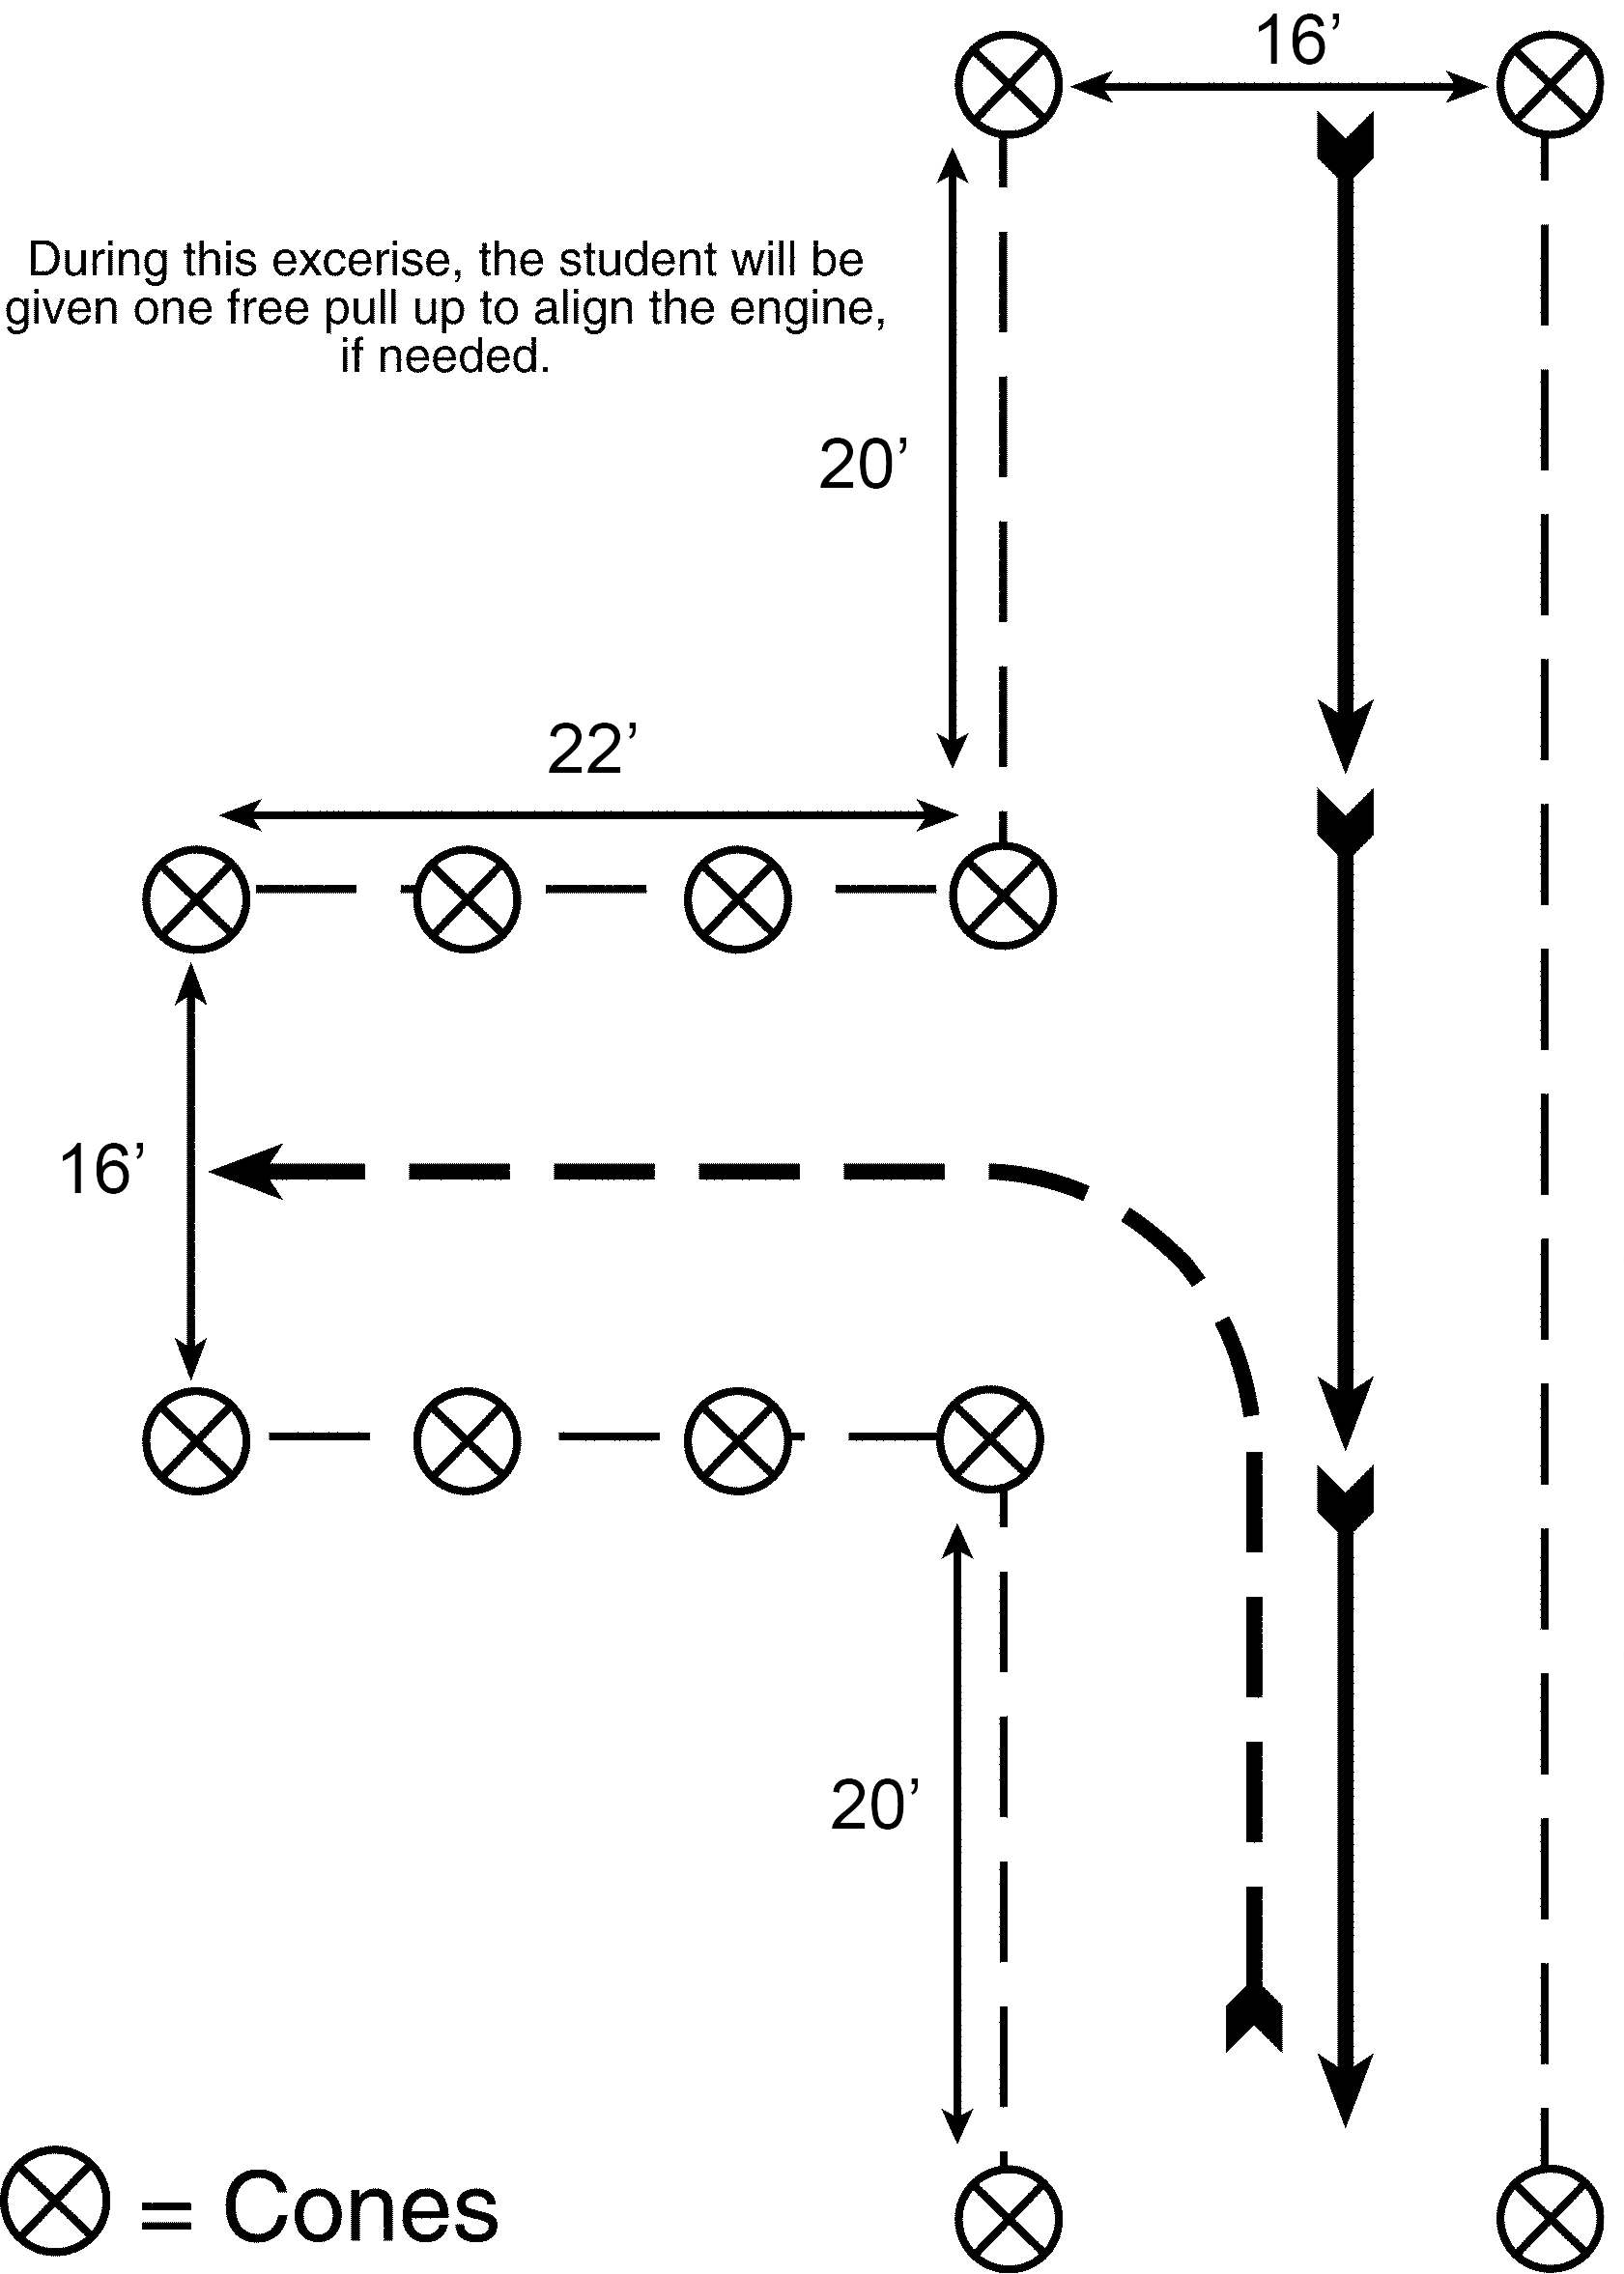 16’
During this excerise, the student will be
given one free pull up to align the engine,
if needed.
20’
22’
16’
20’
= Cones